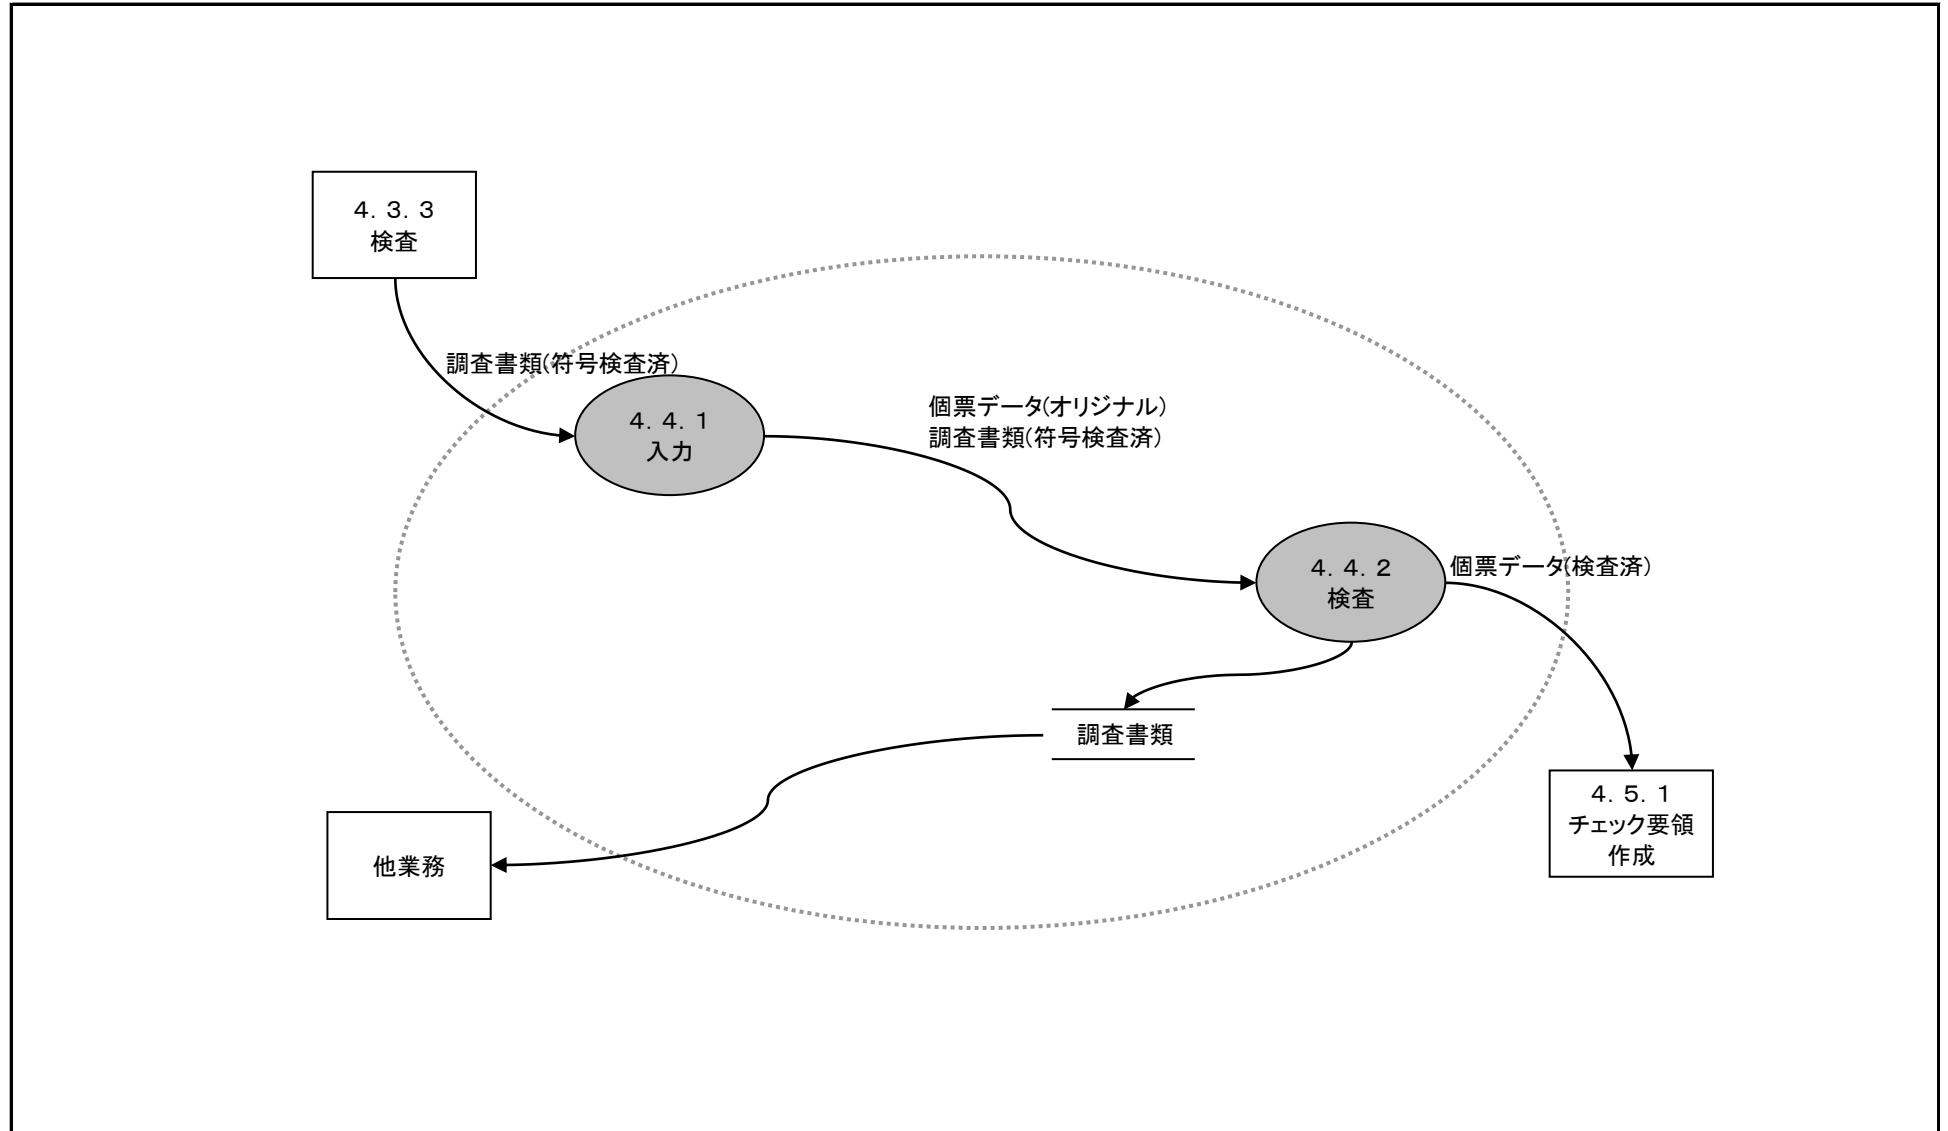 ４．３．３
検査
調査書類(符号検査済)
４．４．１
入力
個票データ(オリジナル)
調査書類(符号検査済)
４．４．２
検査
個票データ(検査済)
調査書類
４．５．１
チェック要領
作成
他業務